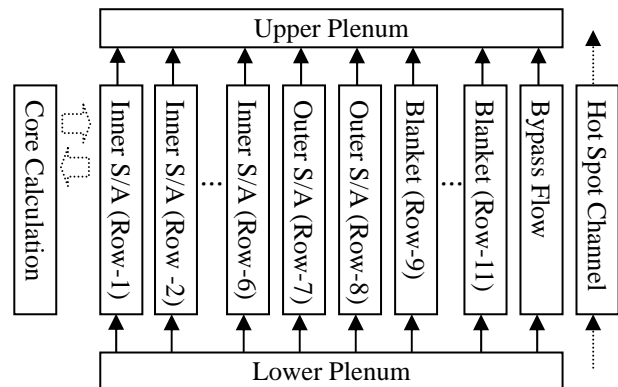 Upper Plenum
Core Calculation
Inner S/A (Row-1)
Inner S/A (Row -2)
...
Inner S/A (Row-6)
Outer S/A (Row-7)
Outer S/A (Row-8)
Blanket (Row-9)
...
Blanket (Row-11)
Bypass Flow
Hot Spot Channel
Lower Plenum